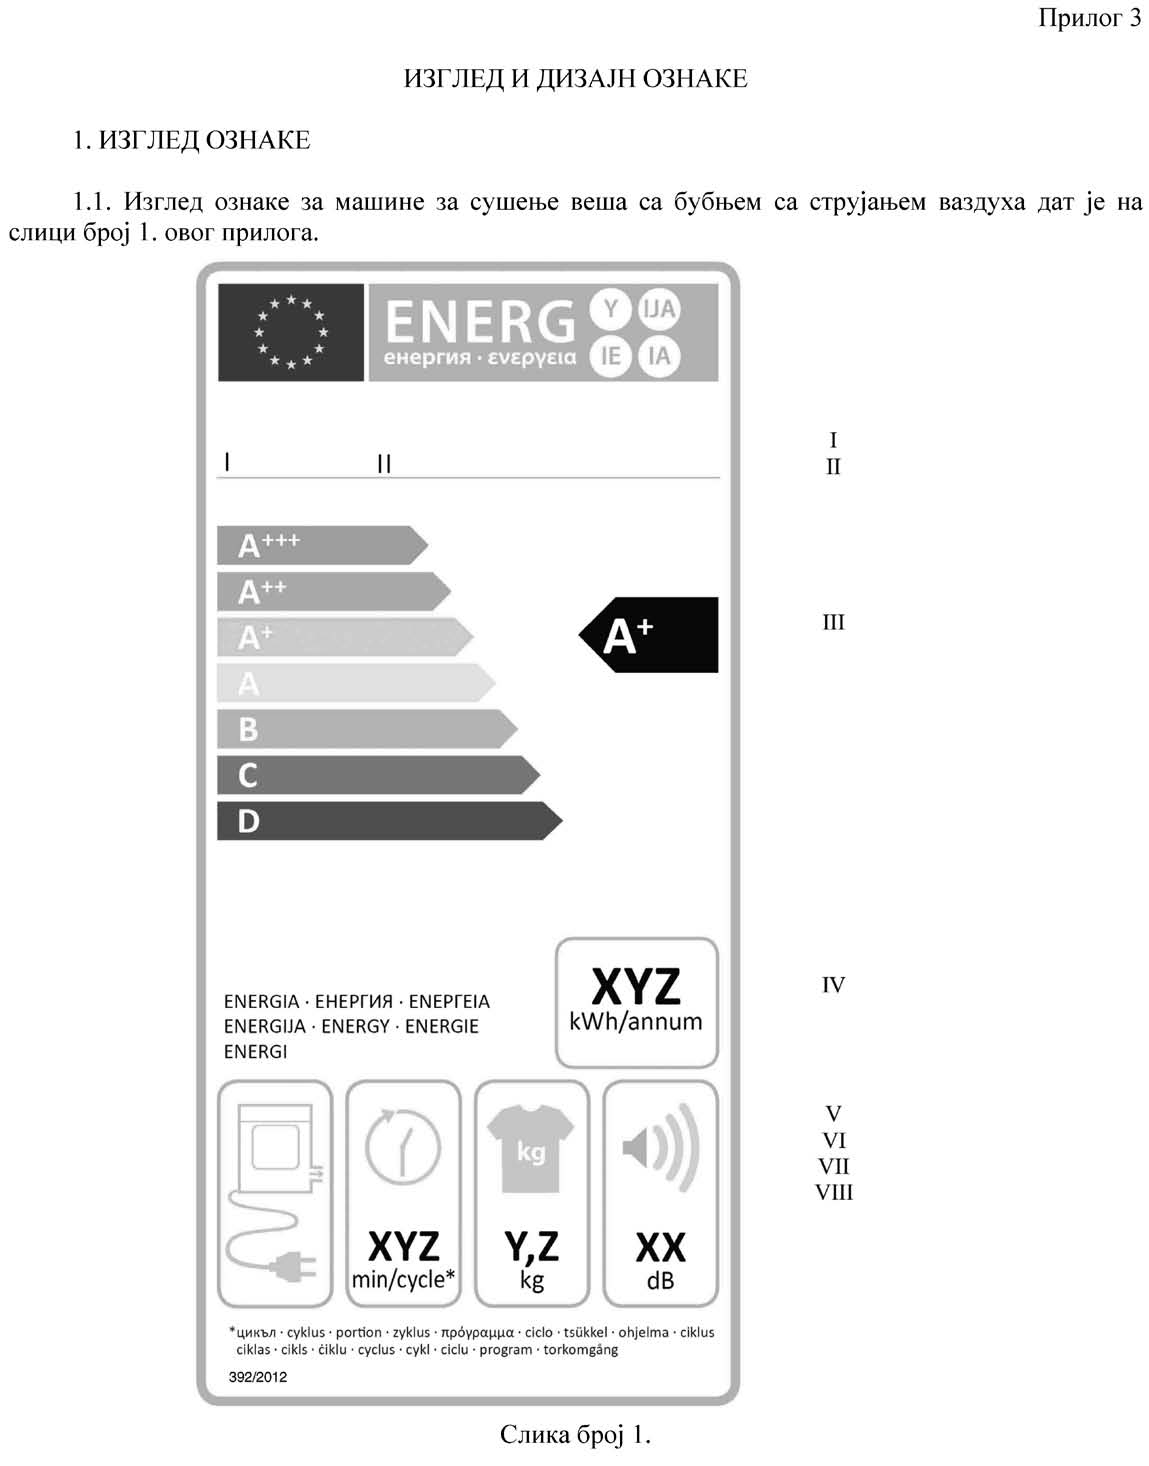 Прилог 3
ИЗГЛЕД И ДИЗАЈН ОЗНАКЕ
1. ИЗГЛЕД ОЗНАКЕ
1.1. Изглед ознаке за машине за сушење веша са бубњем са струјањем ваздуха дат је на
слици број 1. овог прилога.
ENERG Y IJA
енергия · ενεργεια IE IA
I
I II
II
A+++
A++
A+
A+
III
A
B
C
D
XYZ
kWh/annum
IV
ENERGIA · ЕНЕРГИЯ · ΕΝΕΡΓΕΙΑ
ENERGIJA · ENERGY · ENERGIE
ENERGI
V
VI
VII
VIII
kg
XYZ
min/cycle*
Y,Z
kg
XX
dB
*цикъл · cyklus · portion · zyklus · πρόγραμμα · ciclo · tsükkel · ohjelma · ciklus
ciklas · cikls · ċiklu · cyclus · cykl · ciclu · program · torkomgång
392/2012
Слика број 1.